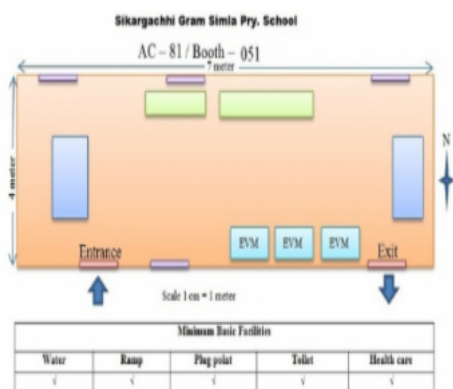 Sikargachhi Gram Simla Pry. School
AC – 81 / Booth – 051
7 meter
4 meter
N
EVM EVM EVM
Entrance
Exit
Scale 1 cm = 1 meter
Minimum Basic Facilities
Water Ramp Plug point Toilet Health care
√ √ √ √ √